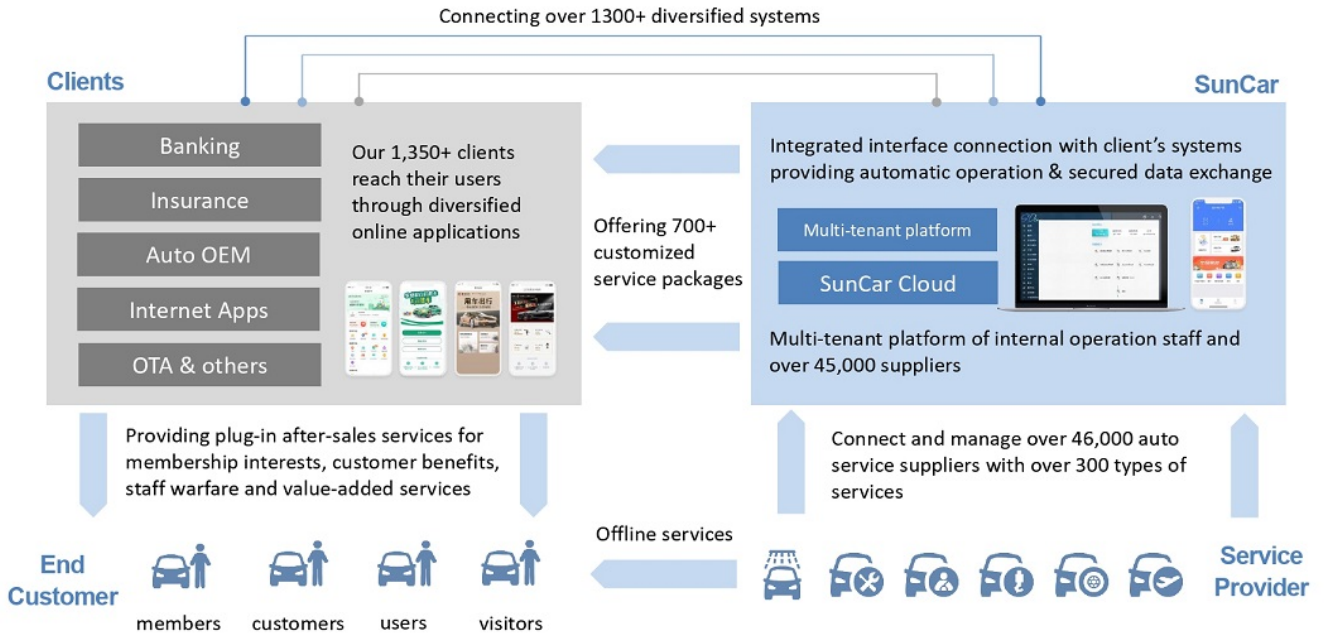 Connecting over 1300+ diversified systems
Clients
SunCar
Banking
Insurance
Auto OEM
Internet Apps
OTA & others
Our 1,350+ clients
reach their users
through diversified
online applications
Offering 700+
customized
service packages
Integrated interface connection with client's systems
providing automatic operation & secured data exchange
Multi-tenant platform
SunCar Cloud
Multi-tenant platform of internal operation staff and
over 45,000 suppliers
Providing plug-in after-sales services for
membership interests, customer benefits,
staff warfare and value-added services
Connect and manage over 46,000 auto
service suppliers with over 300 types of
services
End
Customer
members
customers
users
visitors
Offline services
Service
Provider